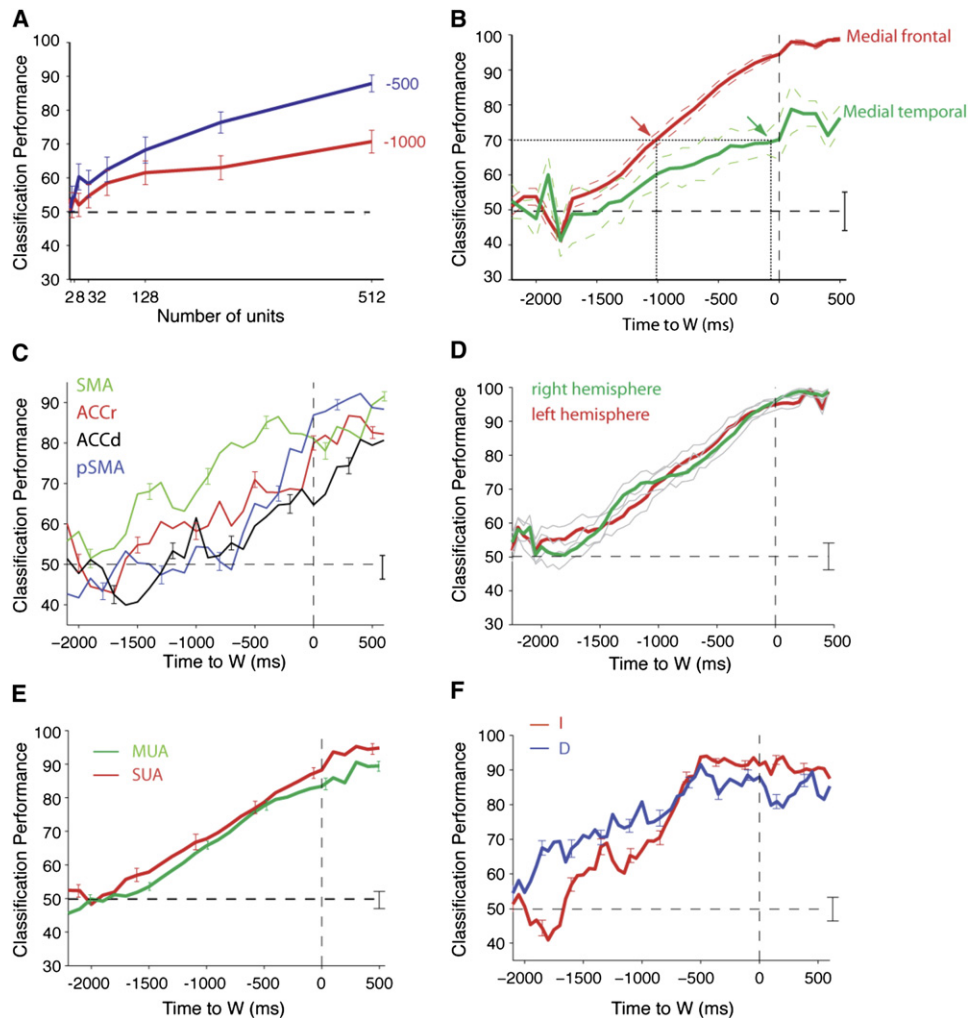 A
100
90
80
70
60
50
40
30
Classification Performance
-500
-1000
2 8 32 128 512
Number of units
B
100
90
80
70
60
50
40
30
Classification Performance
Medial frontal
Medial temporal
-2000 -1500 -1000 -500 0 500
Time to W (ms)
C
SMA
ACCr
ACCd
pSMA
90
80
70
60
50
40
Classification Performance
−2000 −1500 −1000 −500 0 500
Time to W (ms)
D
right hemisphere
left hemisphere
100
90
80
70
60
50
40
30
Classification Performance
-2000 -1500 -1000 -500 0 500
Time to W (ms)
E
MUA
SUA
100
90
80
70
60
50
40
30
Classification Performance
-2000 -1500 -1000 -500 0 500
Time to W (ms)
F
I
D
100
90
80
70
60
50
40
Classification Performance
−2000 −1500 −1000 −500 0 500
Time to W (ms)